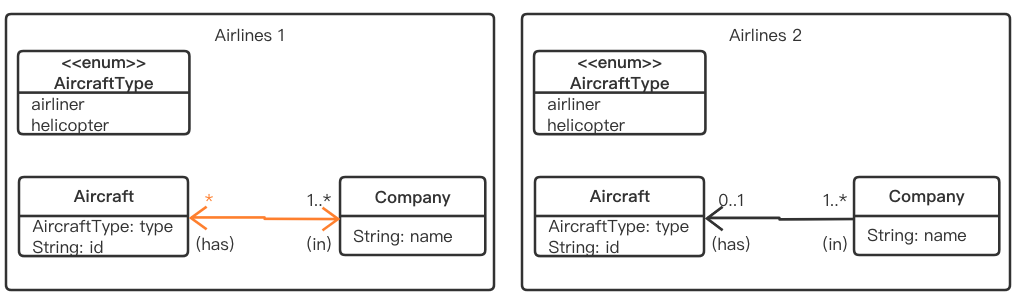 Airlines 1
<<enum>>
AircraftType
airliner
helicopter
Aircraft
AircraftType: type
String: id
*
(has)
1..*
(in)
Company
String: name
Airlines 2
<<enum>>
AircraftType
airliner
helicopter
Aircraft
AircraftType: type
String: id
0..1
(has)
1..*
(in)
Company
String: name